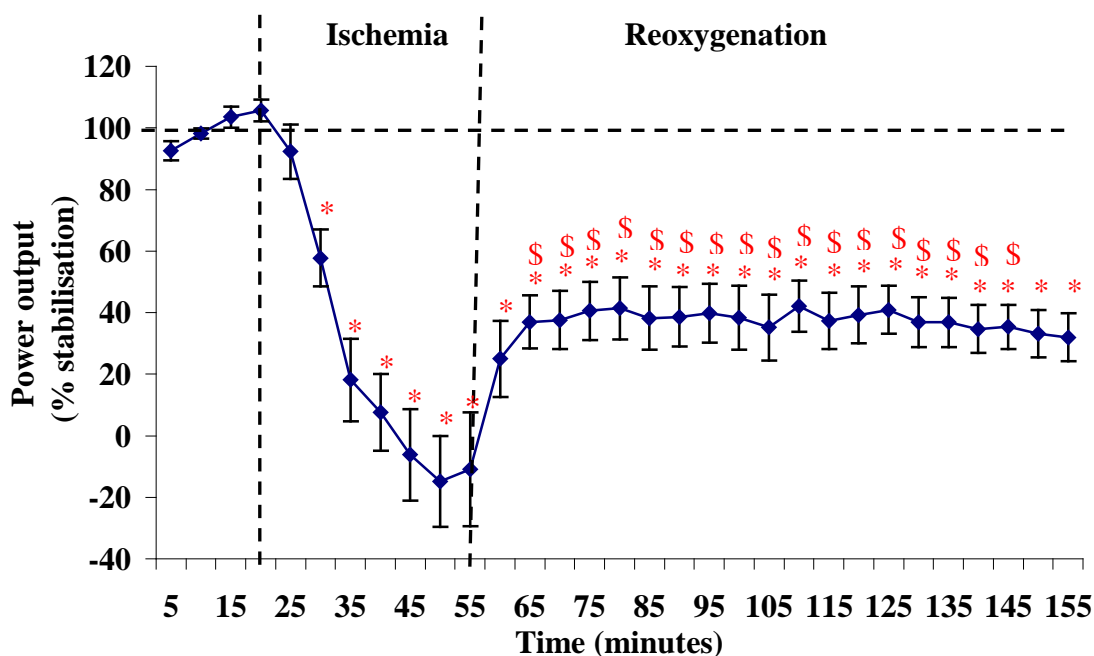 Ischemia Reoxygenation
120
100
80
60
40
20
0
-20
-40
Power output
(% stabilisation)
* * * * * * * * * * * * * * * * * * * * * * * * * *
$ $ $ $ $ $ $ $ $ $ $ $ $ $ $ $ $
5 15 25 35 45 55 65 75 85 95 105 115 125 135 145 155
Time (minutes)